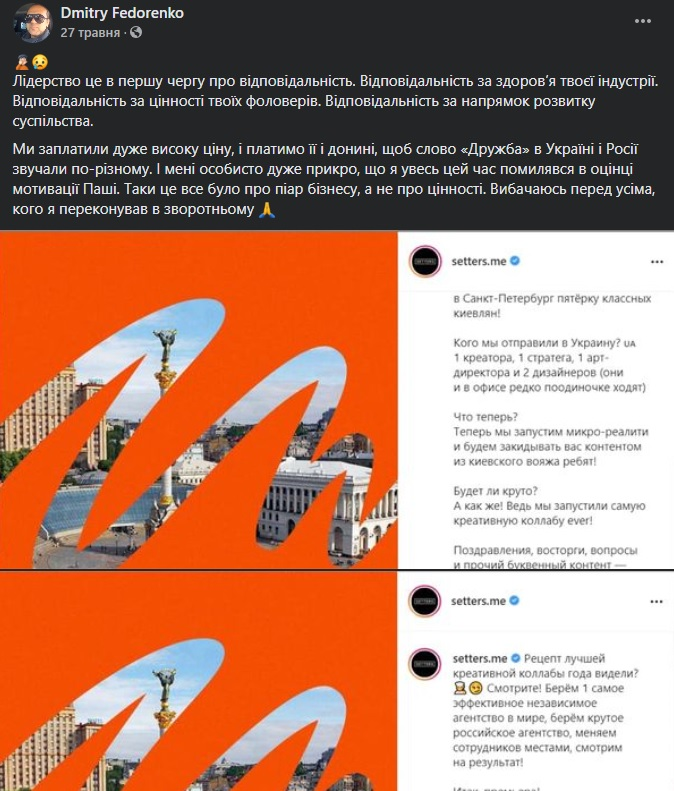 Dmitry Fedorenko
27 травня
Лідерство це в першу чергу про відповідальність. Відповідальність за здоров'я твоєї індустрії.
Відповідальність за цінності твоїх фоловерів. Відповідальність за напрямок розвитку
суспільства.
Ми заплатили дуже високу ціну, і платимо її і донині, щоб слово «Дружба» в Україні і Росії
звучали по-різному. І мені особисто дуже прикро, що я увесь цей час помилявся в оцінці
мотивації Паші. Таки це все було про піар бізнесу, а не про цінності. Вибачаюсь перед усіма,
кого я переконував в зворотньому 🙏
SETTERS
setters.me
в Санкт-Петербург пятёрку классных
киевлян!
Кого мы отправили в Украину? UA
1 креатора, 1 стратега, 1 арт-
директора и 2 дизайнеров (они
и в офисе редко поодиночке ходят)
Что теперь?
Теперь мы запустим микро-реалити
и будем закидывать вас контентом
из киевского вояжа ребят!
Будет ли круто?
А как же! Ведь мы запустили самую
креативную коллабу ever!
Поздравления, восторги, вопросы
и прочий буквенный контент —
SETTERS
setters.me
SETTERS
setters.me Рецепт лучшей
креативной коллабы года видели?
Смотрите! Берём 1 самое
эффективное независимое
агентство в мире, берём крутое
российское агентство, меняем
сотрудников местами, смотрим
на результат!